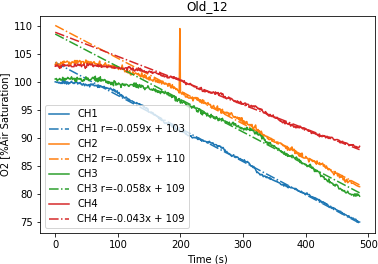 Old_12
110
105
100
95
90
85
80
75
O2 [%Air Saturation]
CH1
CH1 r=-0.059x + 103
CH2
CH2 r=-0.059x + 110
CH3
CH3 r=-0.058x + 109
CH4
CH4 r=-0.043x + 109
0 100 200 300 400 500
Time (s)